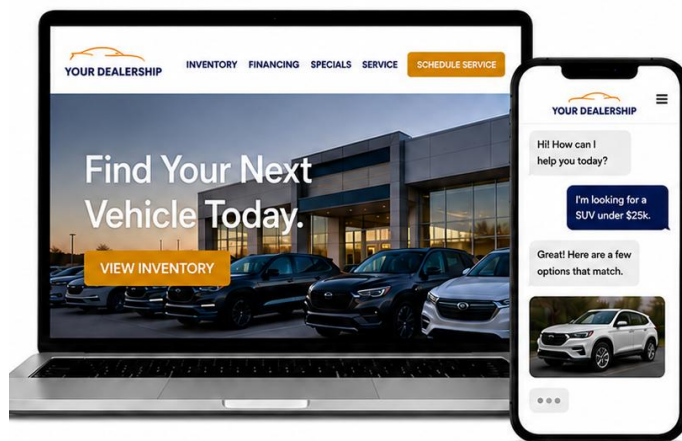 YOUR DEALERSHIP
INVENTORY FINANCING SPECIALS SERVICE SCHEDULE SERVICE
Find Your Next
Vehicle Today.
VIEW INVENTORY
YOUR DEALERSHIP
Hi! How can I
help you today?
I'm looking for a
SUV under $25k.
Great! Here are a few
options that match.